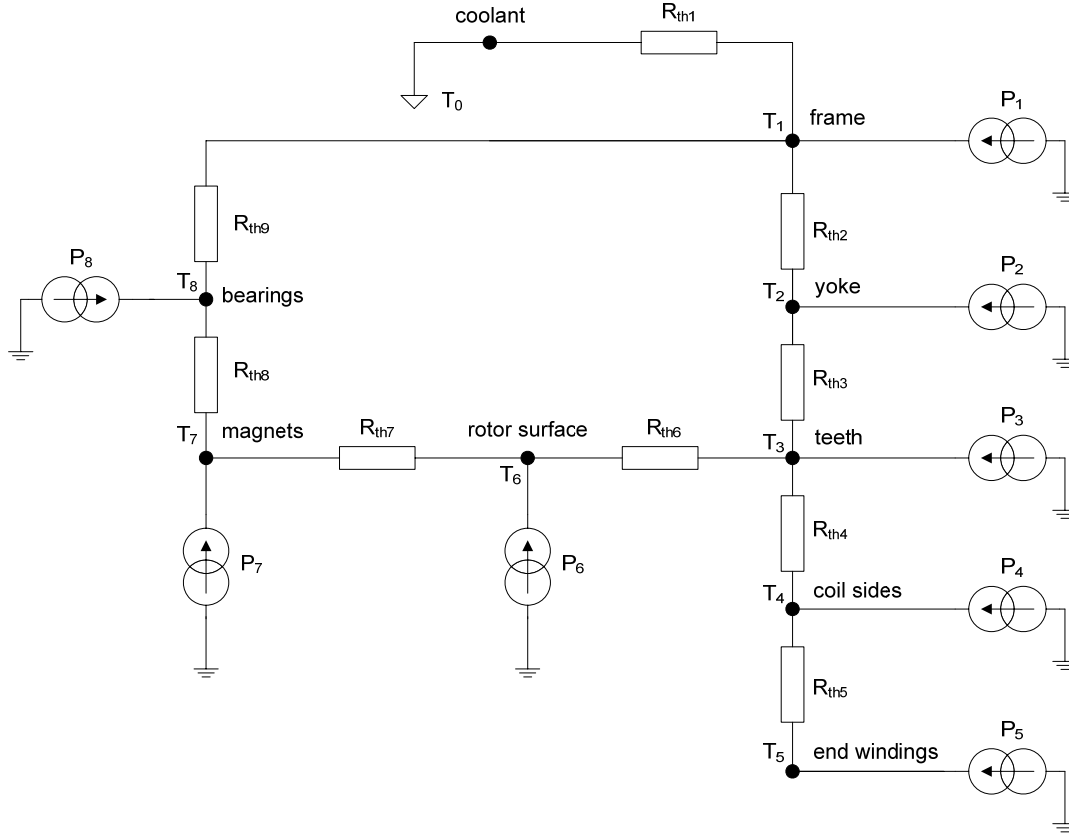 coolant
Rth1
T0
P1
T1 frame
Rth2
Rth9
P8
T8 bearings
P2
T2 yoke
Rth3
Rth8
P3
T7 magnets
Rth7
rotor surface
T6
Rth6
T3 teeth
Rth4
P7
P6
P4
T4 coil sides
Rth5
P5
T5 end windings